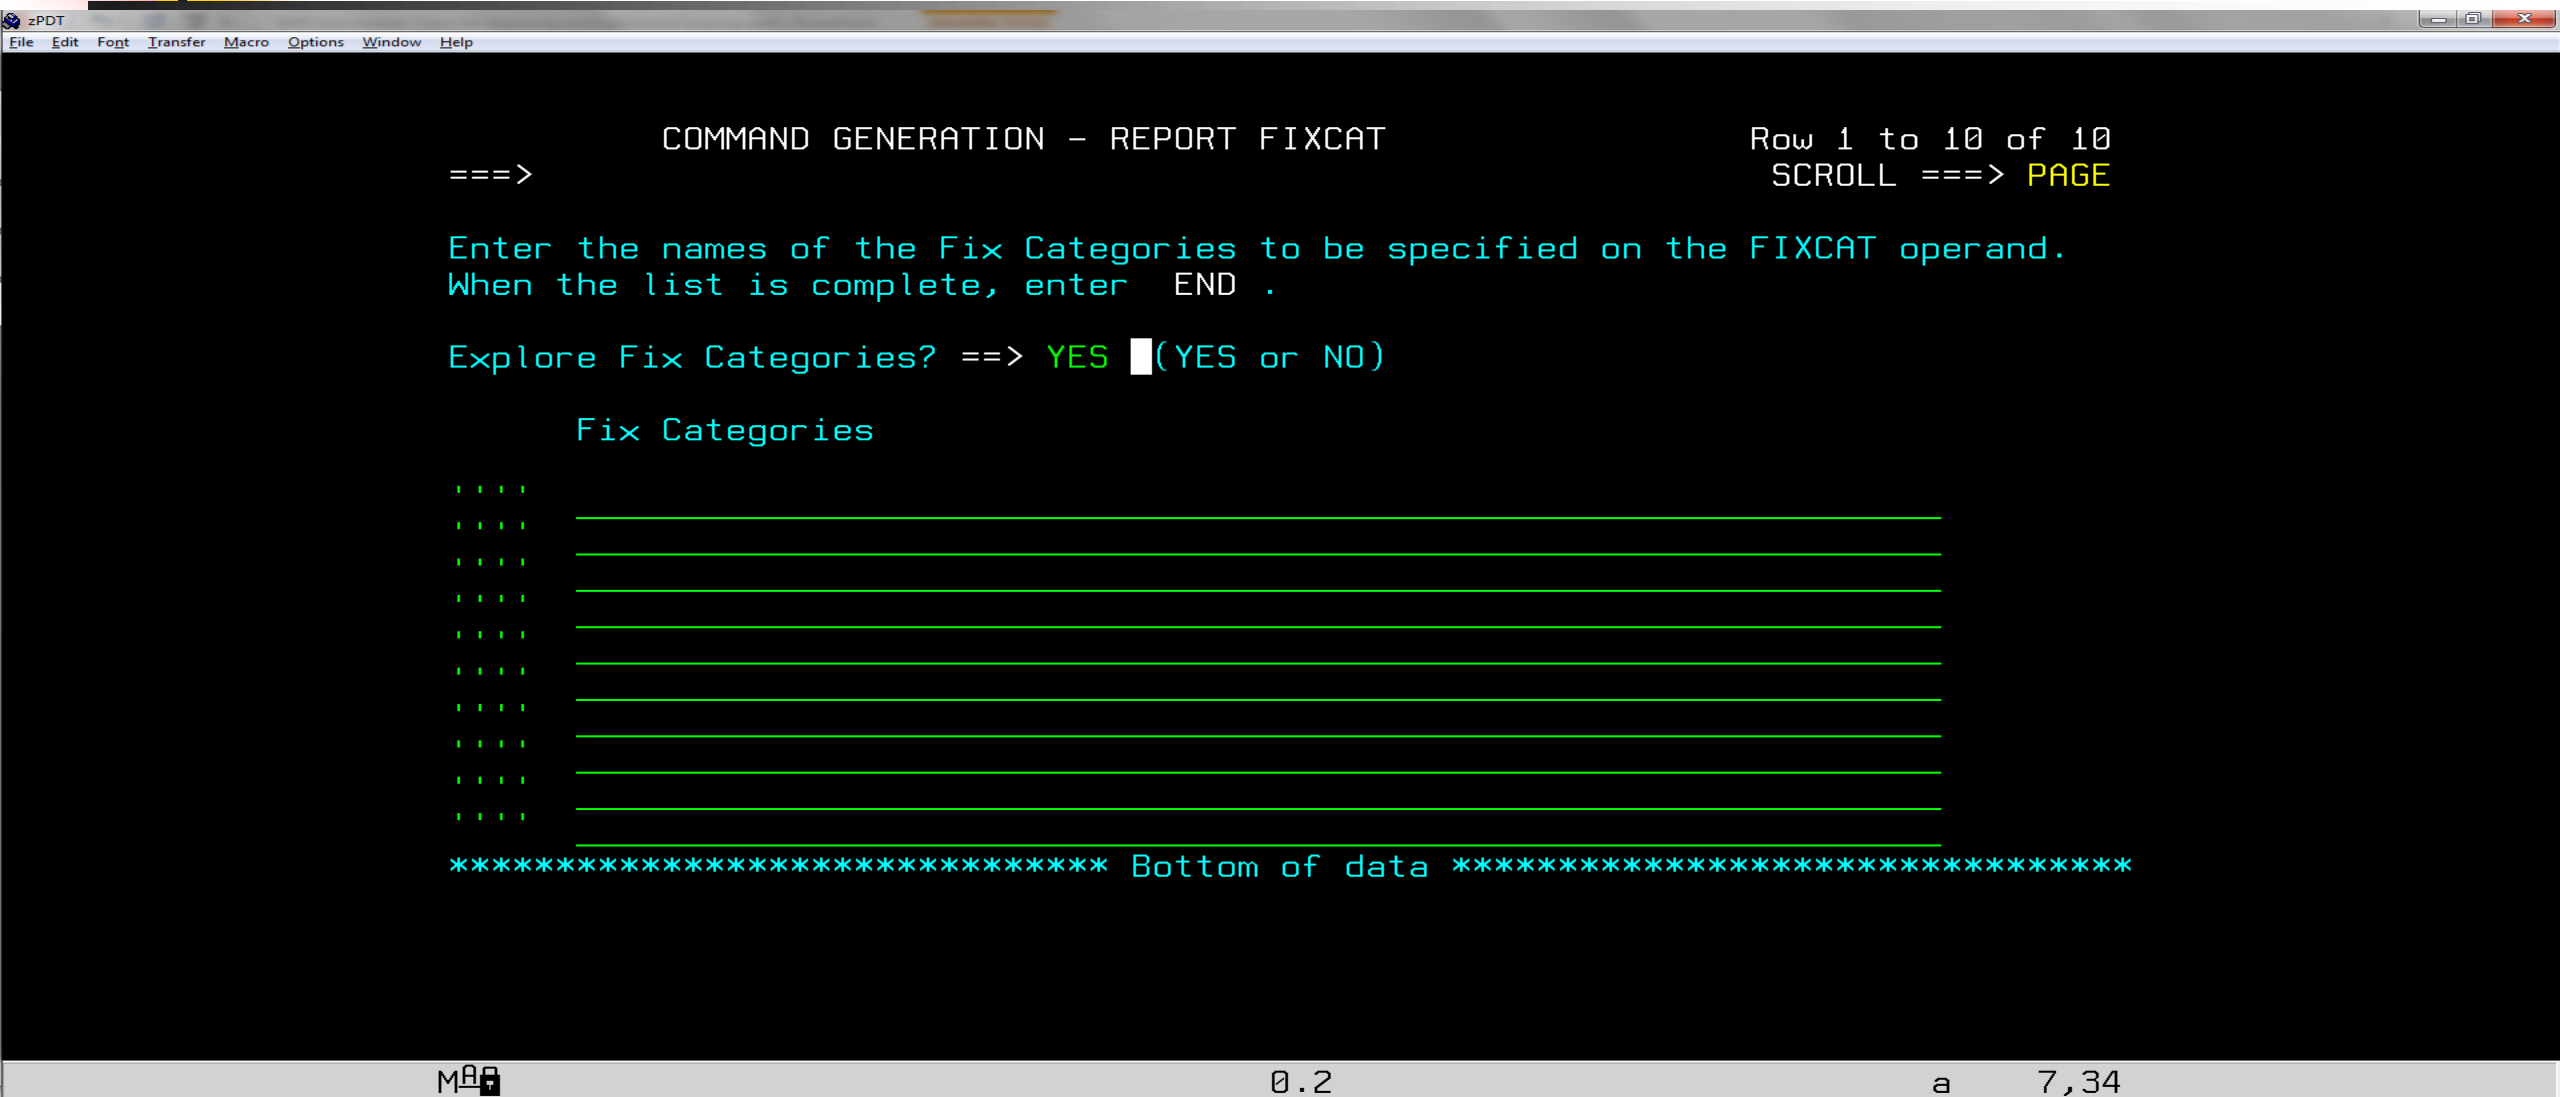 zPDT
File Edit Font Transfer Macro Options Window Help
COMMAND GENERATION - REPORT FIXCAT Row 1 to 10 of 10
===> SCROLL ===> PAGE
Enter the names of the Fix Categories to be specified on the FIXCAT operand.
When the list is complete, enter END .
Explore Fix Categories? ==> YES (YES or NO)
Fix Categories
''''
''''
''''
''''
''''
''''
''''
''''
''''
''''
******************************* Bottom of data ********************************
MA 0.2 a 7,34